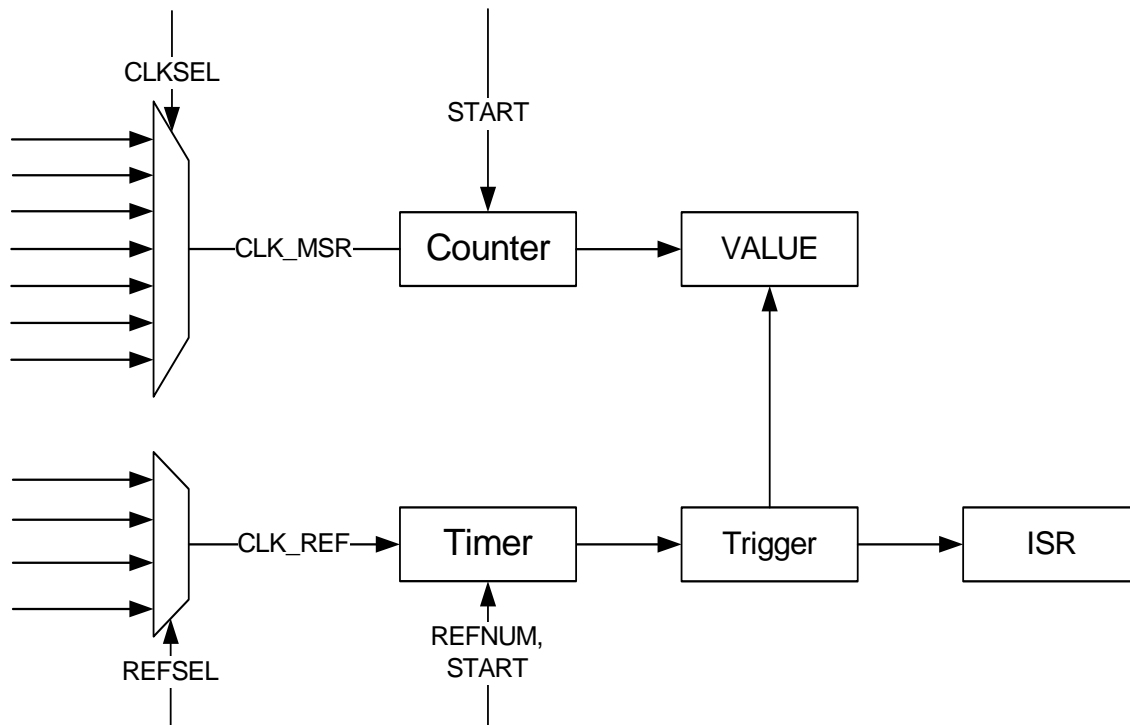 CLKSEL
START
CLK_MSR
Counter
VALUE
CLK_REF
Timer
Trigger
ISR
REFNUM,
START
REFSEL